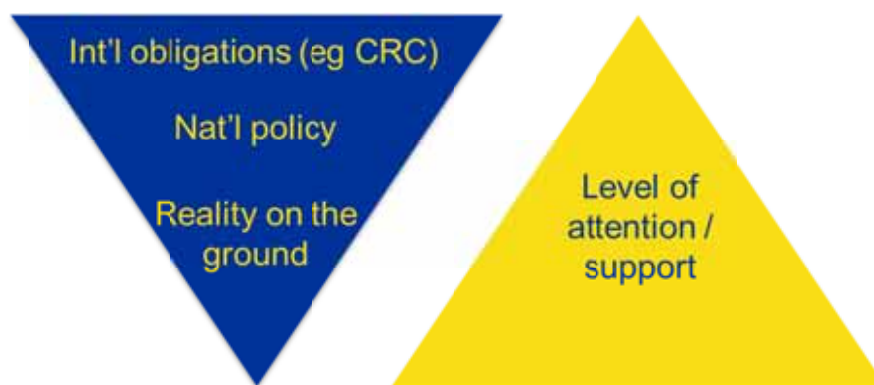 Int'l obligations (eg CRC)
Nat'l policy
Reality on the
ground
Level of
attention /
support